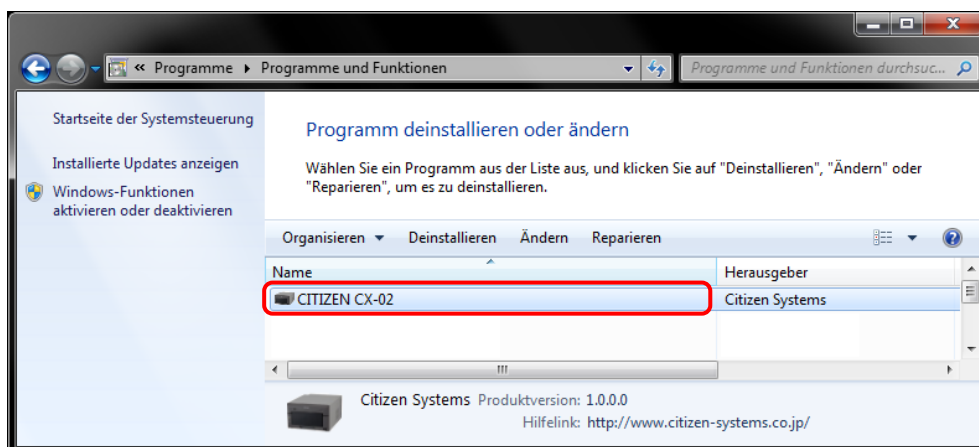 « Programme ▸ Programme und Funktionen
Programme und Funktionen durchsuc...
Startseite der Systemsteuerung
Installierte Updates anzeigen
Windows-Funktionen
aktivieren oder deaktivieren
Programm deinstallieren oder ändern
Wählen Sie ein Programm aus der Liste aus, und klicken Sie auf "Deinstallieren", "Ändern" oder
"Reparieren", um es zu deinstallieren.
Organisieren Deinstallieren Ändern Reparieren
Name Herausgeber
CITIZEN CX-02 Citizen Systems
Citizen Systems Produktversion: 1.0.0.0
Hilfelink: http://www.citizen-systems.co.jp/